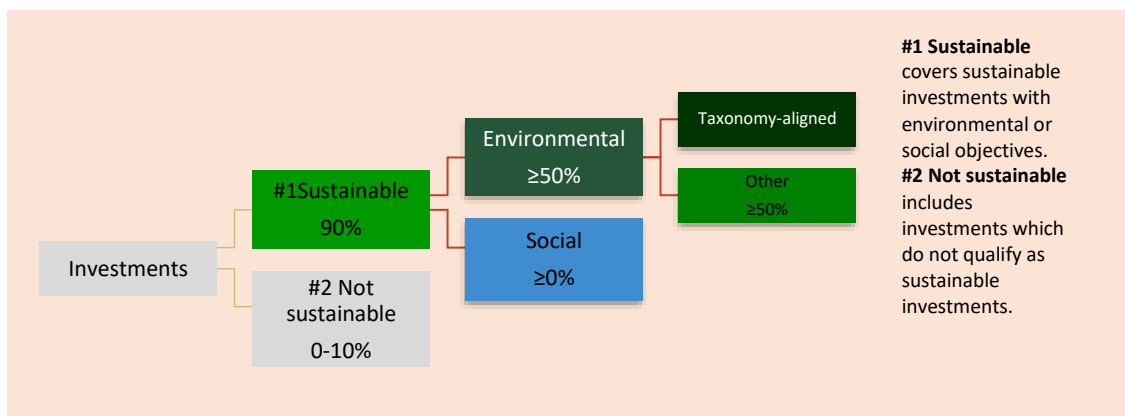 Investments
#1Sustainable
90%
#2 Not
sustainable
0-10%
Environmental
≥50%
Social
≥0%
Taxonomy-aligned
Other
≥50%
#1 Sustainable
covers sustainable
investments with
environmental or
social objectives.
#2 Not sustainable
includes
investments which
do not qualify as
sustainable
investments.